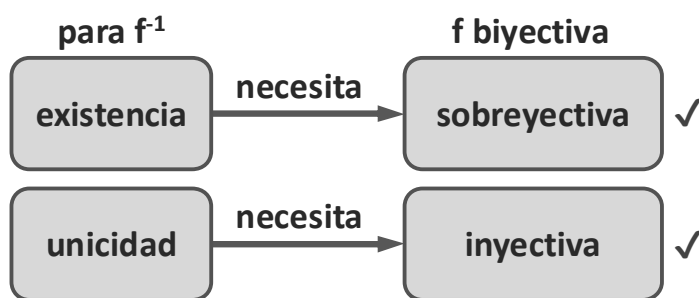 para f⁻¹
f biyectiva
existencia
necesita
sobreyectiva ✓
unicidad
necesita
inyectiva ✓